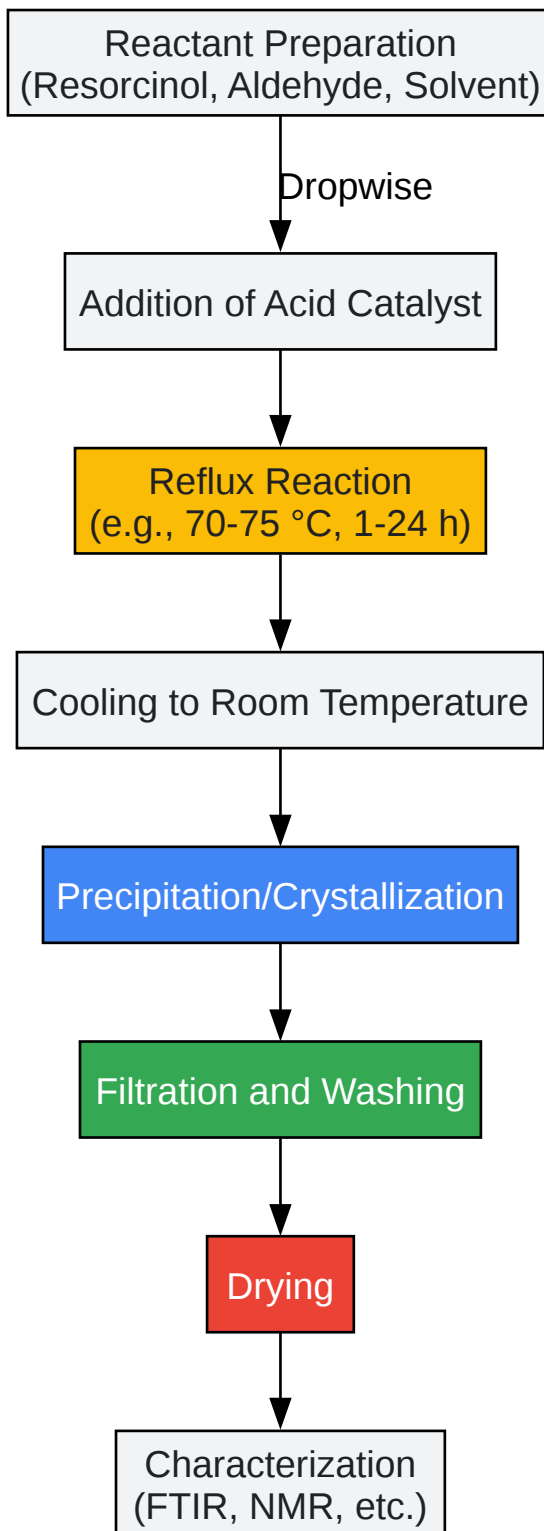 Reactant Preparation
(Resorcinol, Aldehyde, Solvent)
Dropwise
Addition of Acid Catalyst
Reflux Reaction
(e.g., 70-75 °C, 1-24 h)
Cooling to Room Temperature
Precipitation/Crystallization
Filtration and Washing
Drying
Characterization
(FTIR, NMR, etc.)